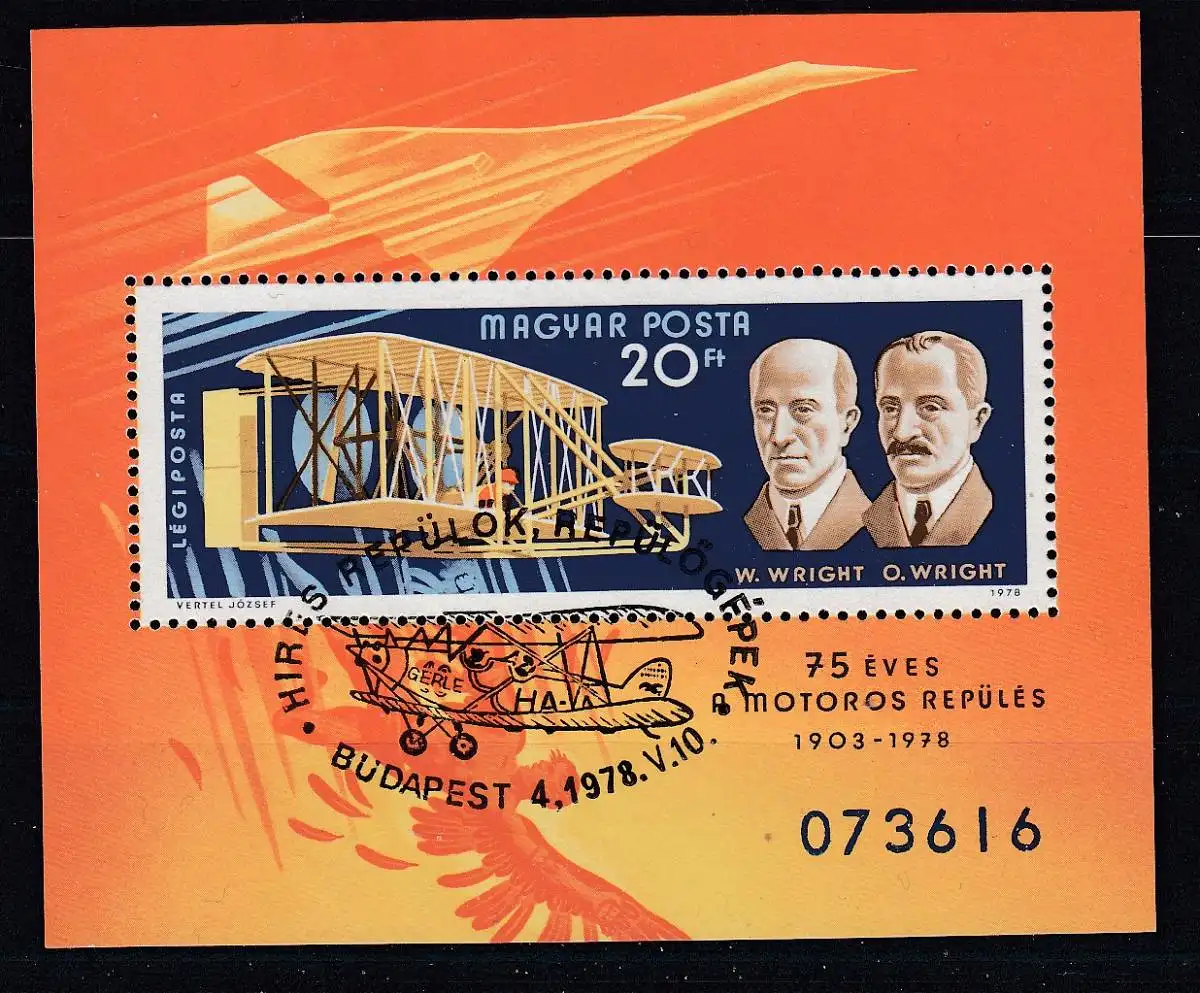 MAGYAR POSTA
20 Ft
LÉGIPOSTA
W. WRIGHT O. WRIGHT
VERTEL JÓZSEF
1978
HIRES REPÜLŐK, REPÜLŐGÉPEK
GERLE
HA-
BUDAPEST 4, 1978.V.10.
75 ÉVES
A MOTOROS REPÜLÉS
1903-1978
073616